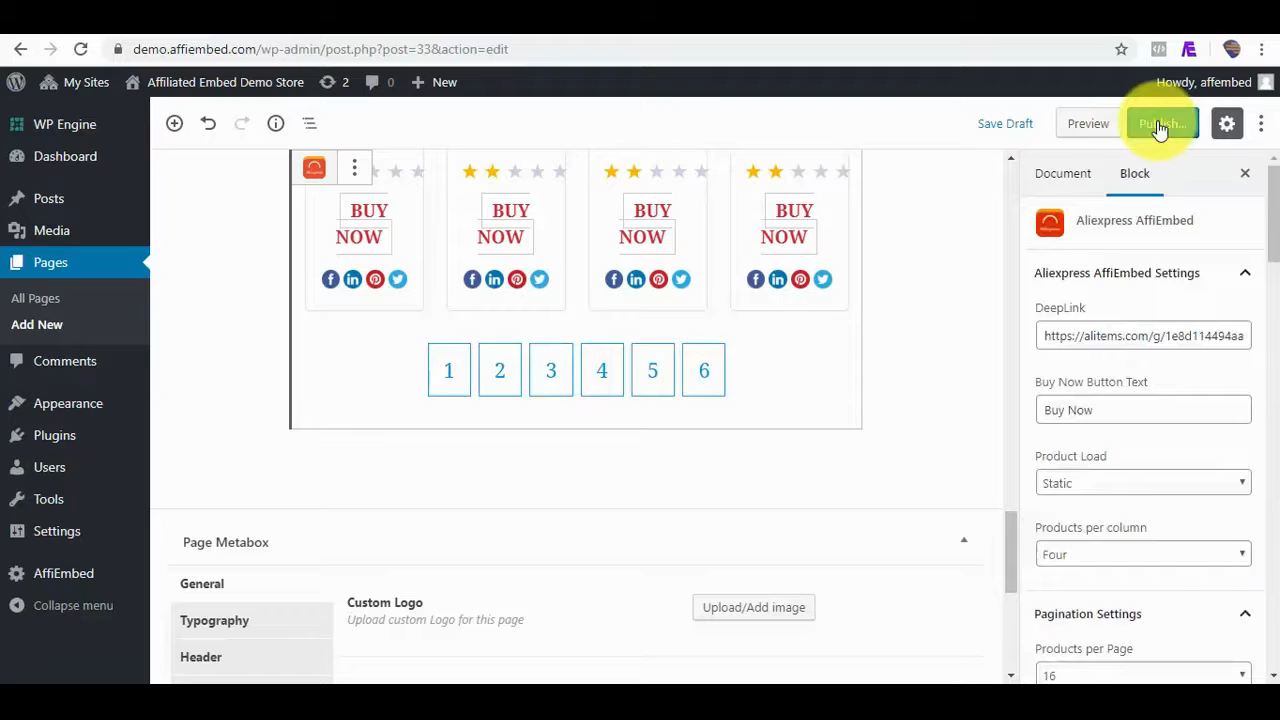 demo.affiembed.com/wp-admin/post.php?post=33&action=edit
My Sites
Affiliated Embed Demo Store
2
0
New
Howdy, affembed
WP Engine
Dashboard
Posts
Media
Pages
All Pages
Add New
Comments
Appearance
Plugins
Users
Tools
Settings
AffiEmbed
Collapse menu
Save Draft
Preview
Publish...
BUY
NOW
BUY
NOW
BUY
NOW
BUY
NOW
1 2 3 4 5 6
Page Metabox
General
Typography
Header
Custom Logo
Upload custom Logo for this page
Upload/Add image
Document
Block
Aliexpress AffiEmbed
Aliexpress AffiEmbed Settings
DeepLink
https://alitems.com/g/1e8d114494aa
Buy Now Button Text
Buy Now
Product Load
Static
Products per column
Four
Pagination Settings
Products per Page
16